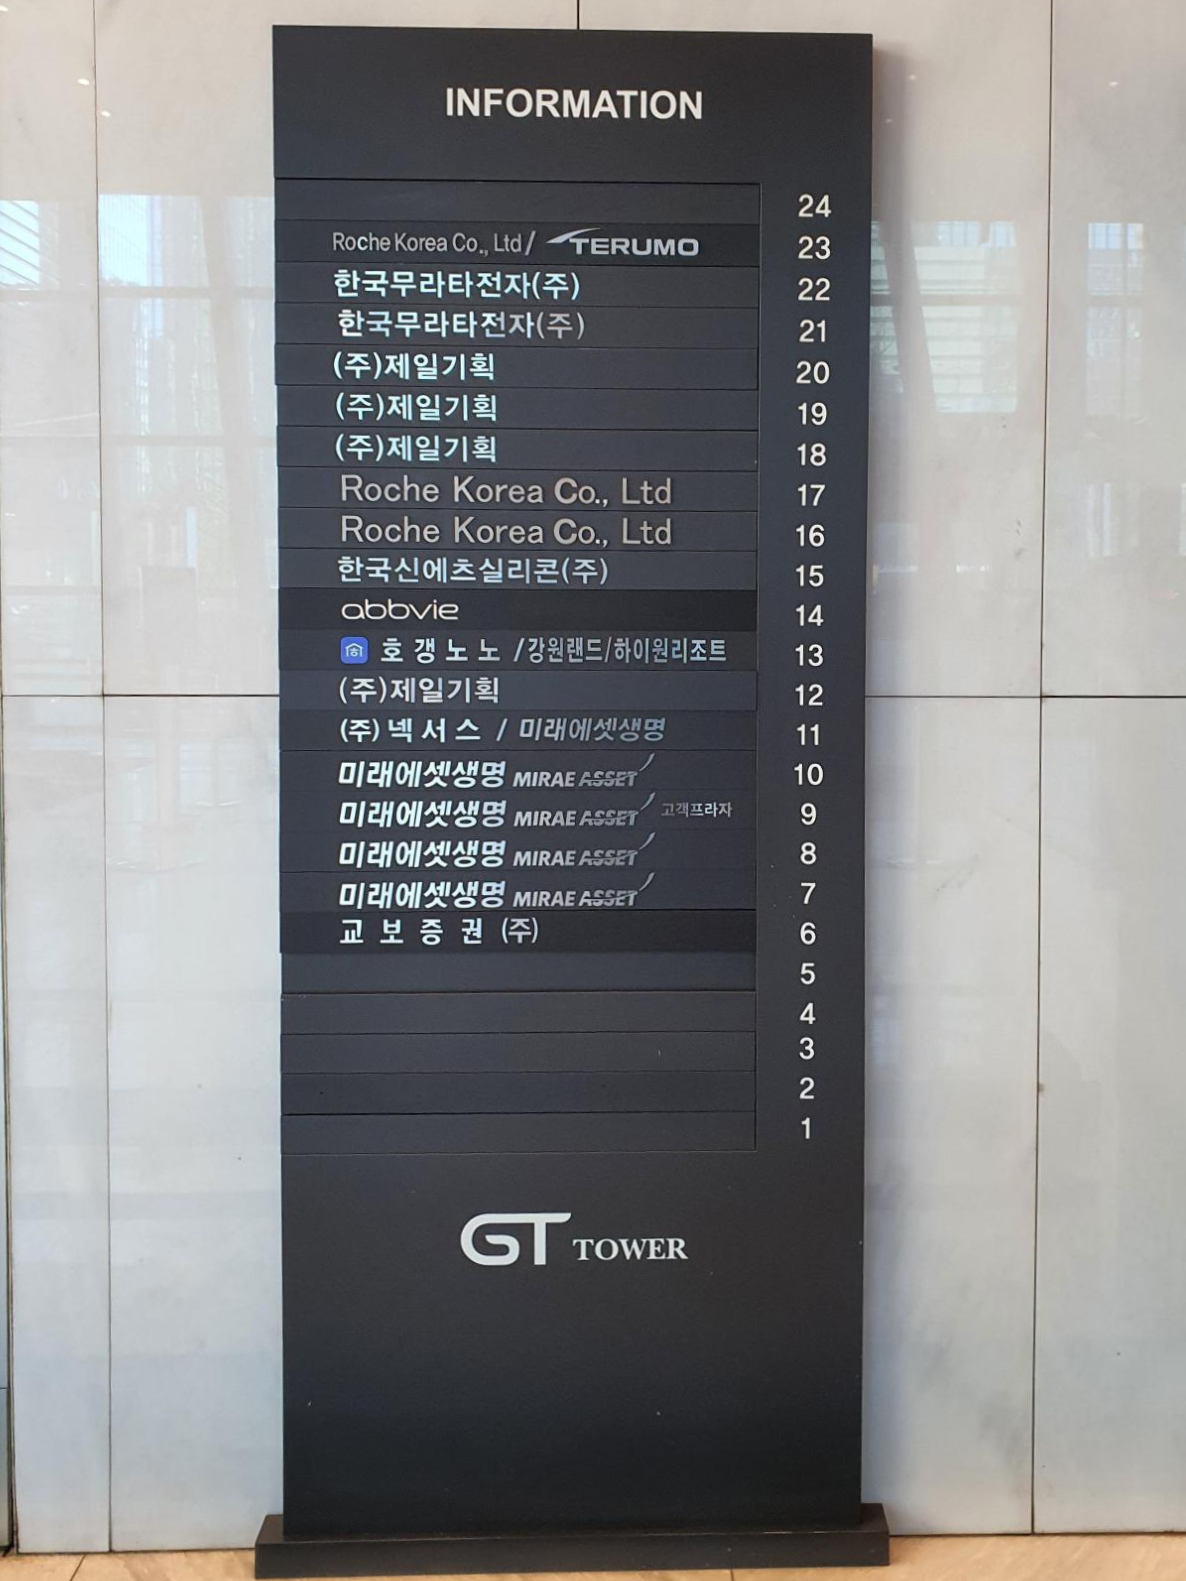 INFORMATION
24
Roche Korea Co., Ltd / TERUMO 23
한국무라타전자(주) 22
한국무라타전자(주) 21
(주)제일기획 20
(주)제일기획 19
(주)제일기획 18
Roche Korea Co., Ltd 17
Roche Korea Co., Ltd 16
한국신에츠실리콘(주) 15
abbvie 14
호갱노노 /강원랜드/하이원리조트 13
(주)제일기획 12
(주) 넥서스 / 미래에셋생명 11
미래에셋생명 MIRAE ASSET 10
미래에셋생명 MIRAE ASSET 고객프라자 9
미래에셋생명 MIRAE ASSET 8
미래에셋생명 MIRAE ASSET 7
교보증권 (주) 6
5
4
3
2
1
GT TOWER